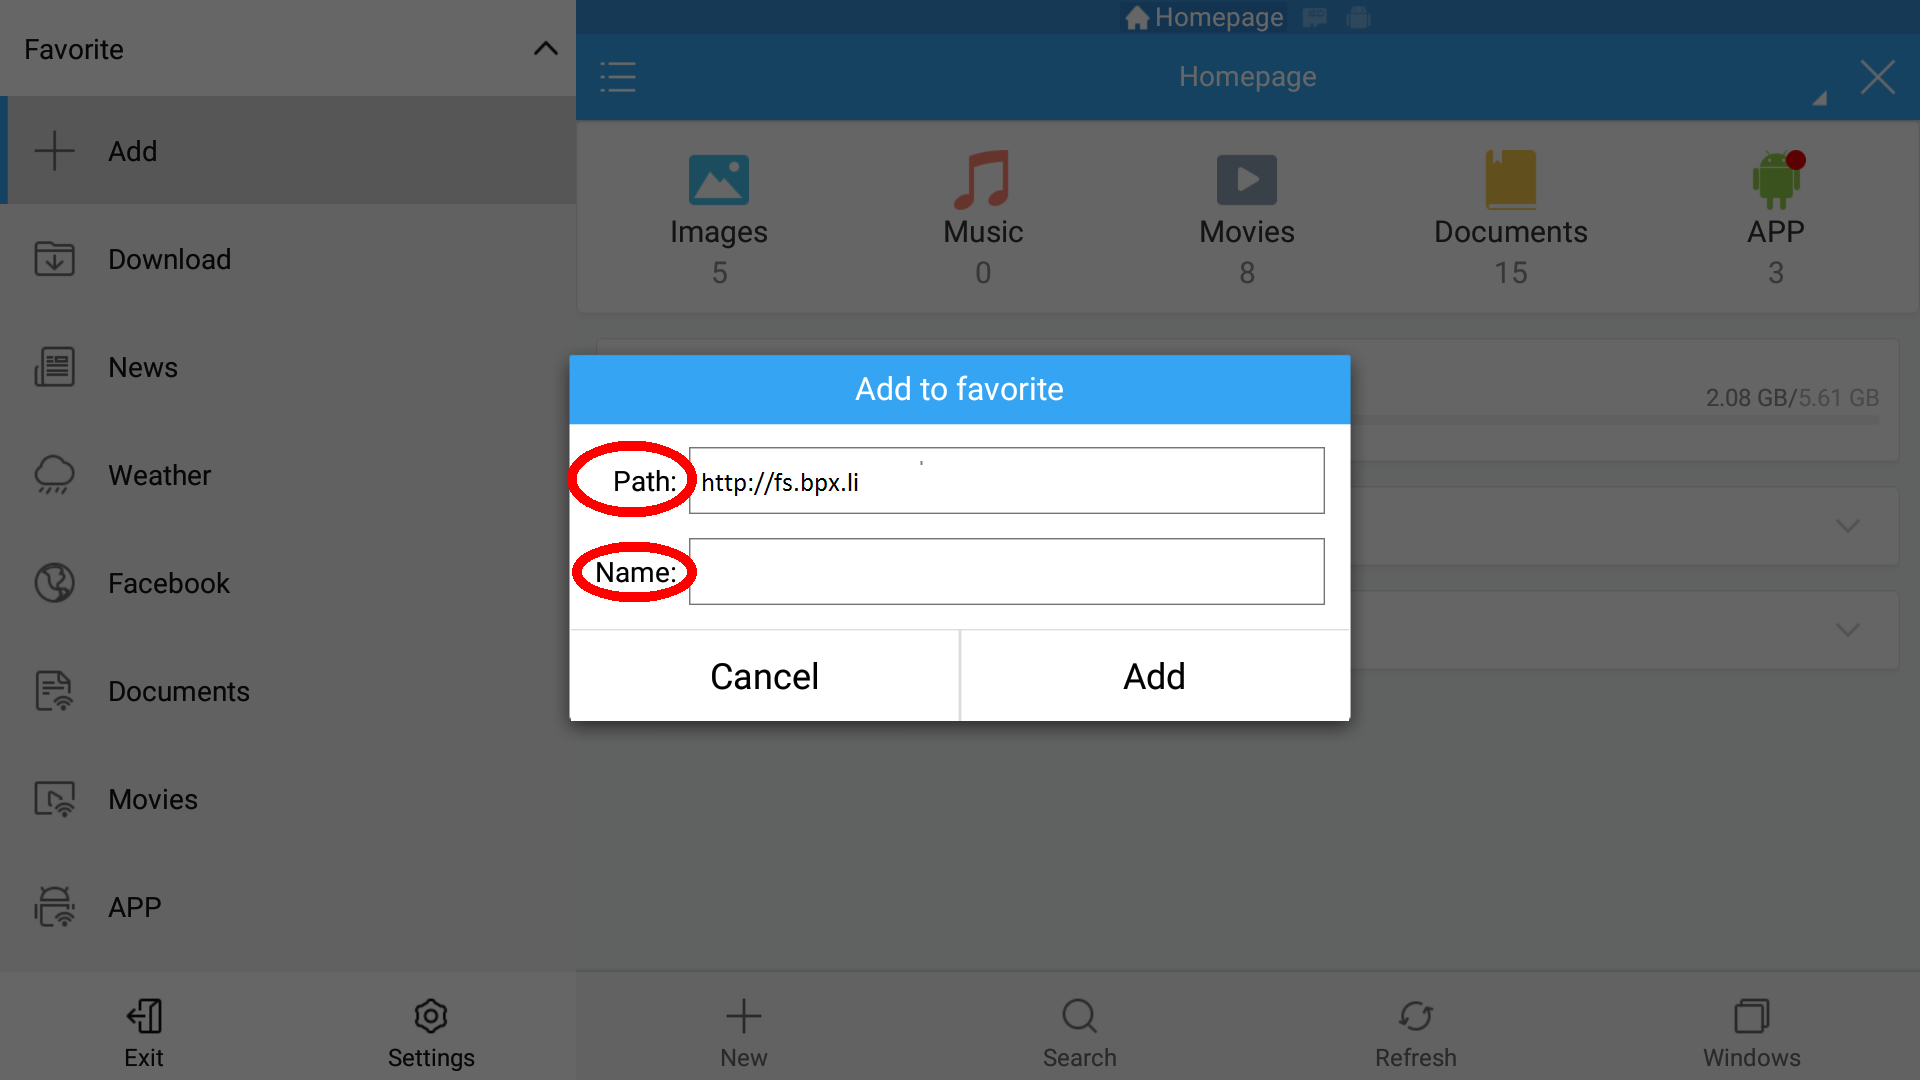 Favorite
Add
Download
News
Weather
Facebook
Documents
Movies
APP
Exit
Settings
Homepage
Homepage
Images
5
Music
0
Movies
8
Documents
15
APP
3
2.08 GB/5.61 GB
Add to favorite
Path: http://fs.bpx.li
Name:
Cancel
Add
New
Search
Refresh
Windows